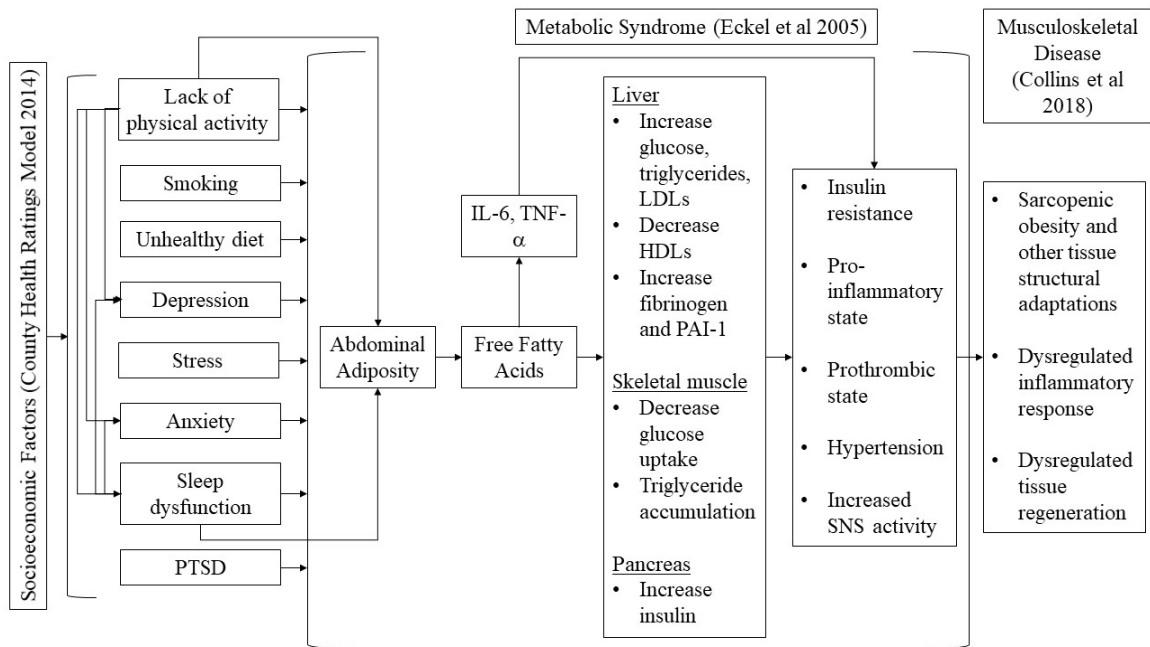 Metabolic Syndrome (Eckel et al 2005)
Musculoskeletal
Disease
(Collins et al
2018)
Socioeconomic Factors (County Health Ratings Model 2014)
Lack of
physical activity
Smoking
Unhealthy diet
Depression
Stress
Anxiety
Sleep
dysfunction
PTSD
Abdominal
Adiposity
IL-6, TNF-
α
Free Fatty
Acids
Liver
• Increase
glucose,
triglycerides,
LDLs
• Decrease
HDLs
• Increase
fibrinogen
and PAI-1
Skeletal muscle
• Decrease
glucose
uptake
• Triglyceride
accumulation
Pancreas
• Increase
insulin
• Insulin
resistance
• Pro-
inflammatory
state
• Prothrombic
state
• Hypertension
• Increased
SNS activity
• Sarcopenic
obesity and
other tissue
structural
adaptations
• Dysregulated
inflammatory
response
• Dysregulated
tissue
regeneration